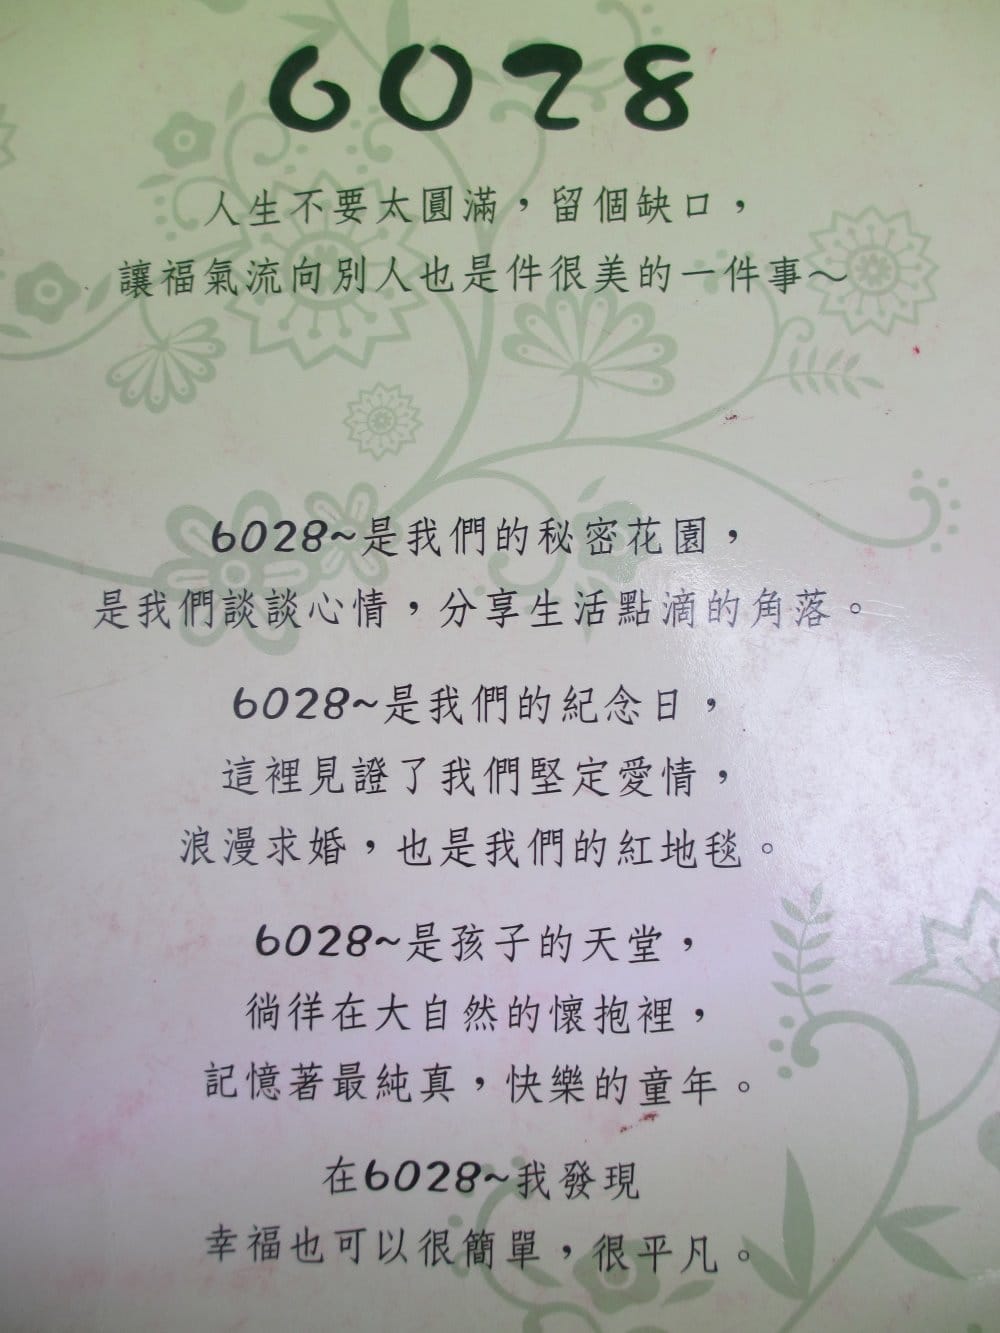 6028
人生不要太圓滿，留個缺口，
讓福氣流向別人也是件很美的一件事～
6028~是我們的秘密花園，
是我們談談心情，分享生活點滴的角落。
6028~是我們的紀念日，
這裡見證了我們堅定愛情，
浪漫求婚，也是我們的紅地毯。
6028~是孩子的天堂，
徜徉在大自然的懷抱裡，
記憶著最純真，快樂的童年。
在6028~我發現
幸福也可以很簡單，很平凡。